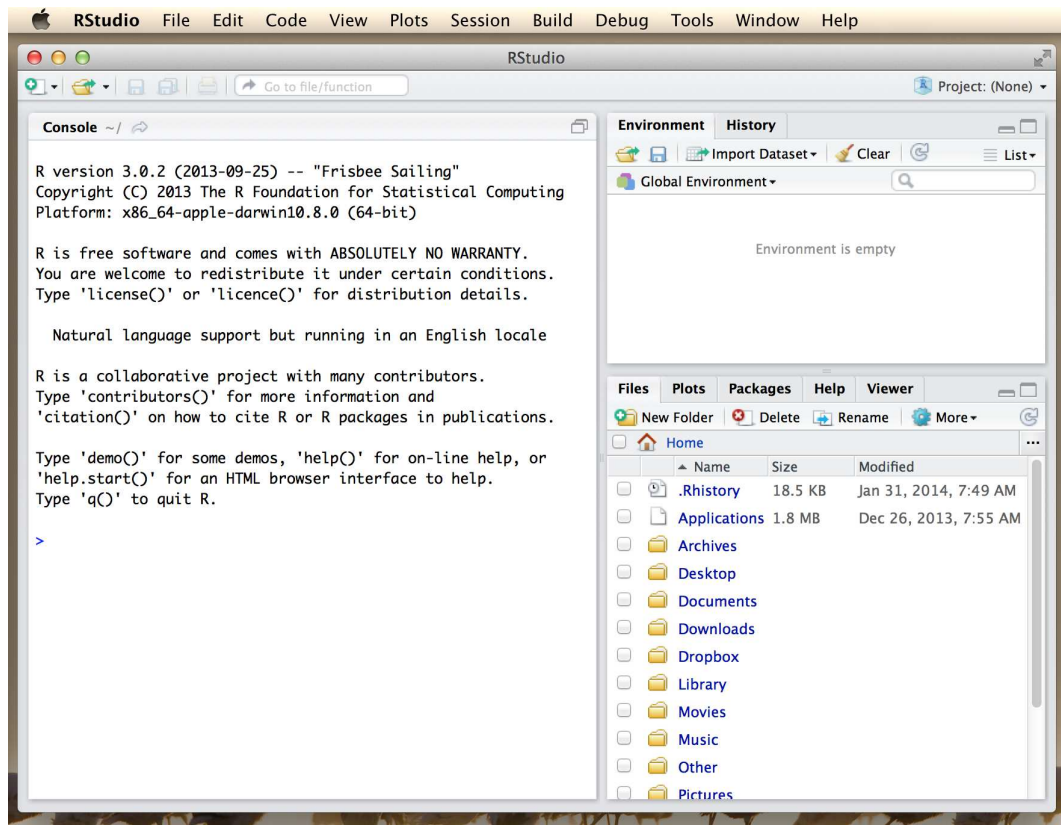 RStudio File Edit Code View Plots Session Build Debug Tools Window Help
RStudio
Go to file/function
Project: (None)
Console ~/
R version 3.0.2 (2013-09-25) -- "Frisbee Sailing"
Copyright (C) 2013 The R Foundation for Statistical Computing
Platform: x86_64-apple-darwin10.8.0 (64-bit)
R is free software and comes with ABSOLUTELY NO WARRANTY.
You are welcome to redistribute it under certain conditions.
Type 'license()' or 'licence()' for distribution details.
Natural language support but running in an English locale
R is a collaborative project with many contributors.
Type 'contributors()' for more information and
'citation()' on how to cite R or R packages in publications.
Type 'demo()' for some demos, 'help()' for on-line help, or
'help.start()' for an HTML browser interface to help.
Type 'q()' to quit R.
>
Environment History
Import Dataset Clear List
Global Environment
Environment is empty
Files Plots Packages Help Viewer
New Folder Delete Rename More
Home ...
Name Size Modified
.Rhistory 18.5 KB Jan 31, 2014, 7:49 AM
Applications 1.8 MB Dec 26, 2013, 7:55 AM
Archives
Desktop
Documents
Downloads
Dropbox
Library
Movies
Music
Other
Pictures